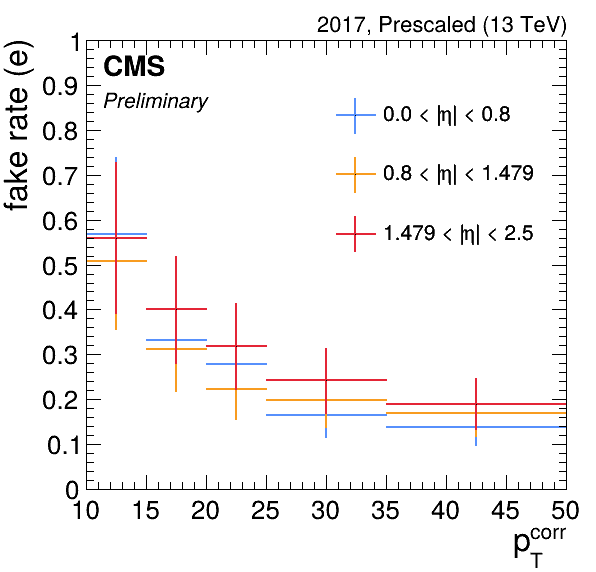 2017, Prescaled (13 TeV)
CMS
Preliminary
fake rate (e)
1
0.9
0.8
0.7
0.6
0.5
0.4
0.3
0.2
0.1
0
0.0 < |η| < 0.8
0.8 < |η| < 1.479
1.479 < |η| < 2.5
10 15 20 25 30 35 40 45 50
p_T^corr